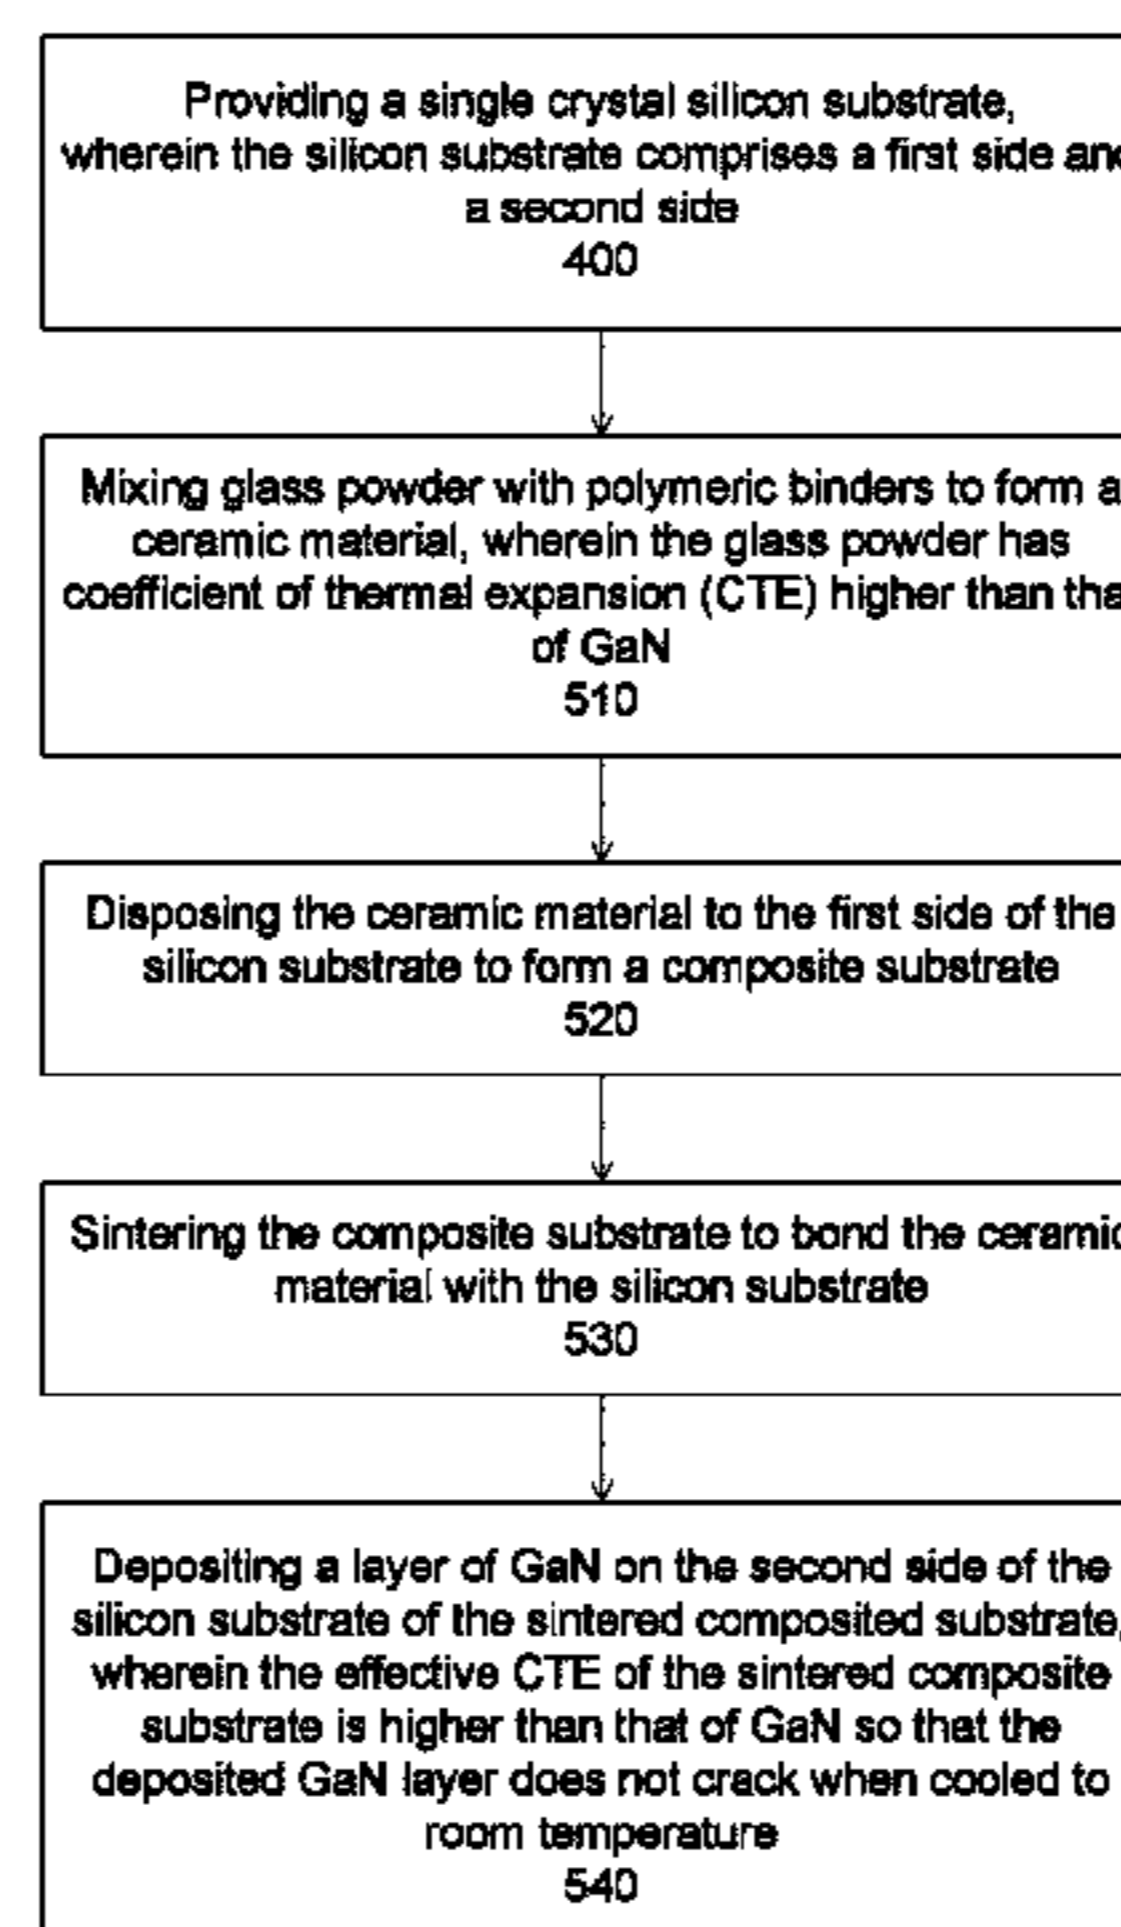 Providing a single crystal silicon substrate,
wherein the silicon substrate comprises a first side and
a second side
400
Mixing glass powder with polymeric binders to form a
ceramic material, wherein the glass powder has
coefficient of thermal expansion (CTE) higher than that
of GaN
510
Disposing the ceramic material to the first side of the
silicon substrate to form a composite substrate
520
Sintering the composite substrate to bond the ceramic
material with the silicon substrate
530
Depositing a layer of GaN on the second side of the
silicon substrate of the sintered composited substrate,
wherein the effective CTE of the sintered composite
substrate is higher than that of GaN so that the
deposited GaN layer does not crack when cooled to
room temperature
540